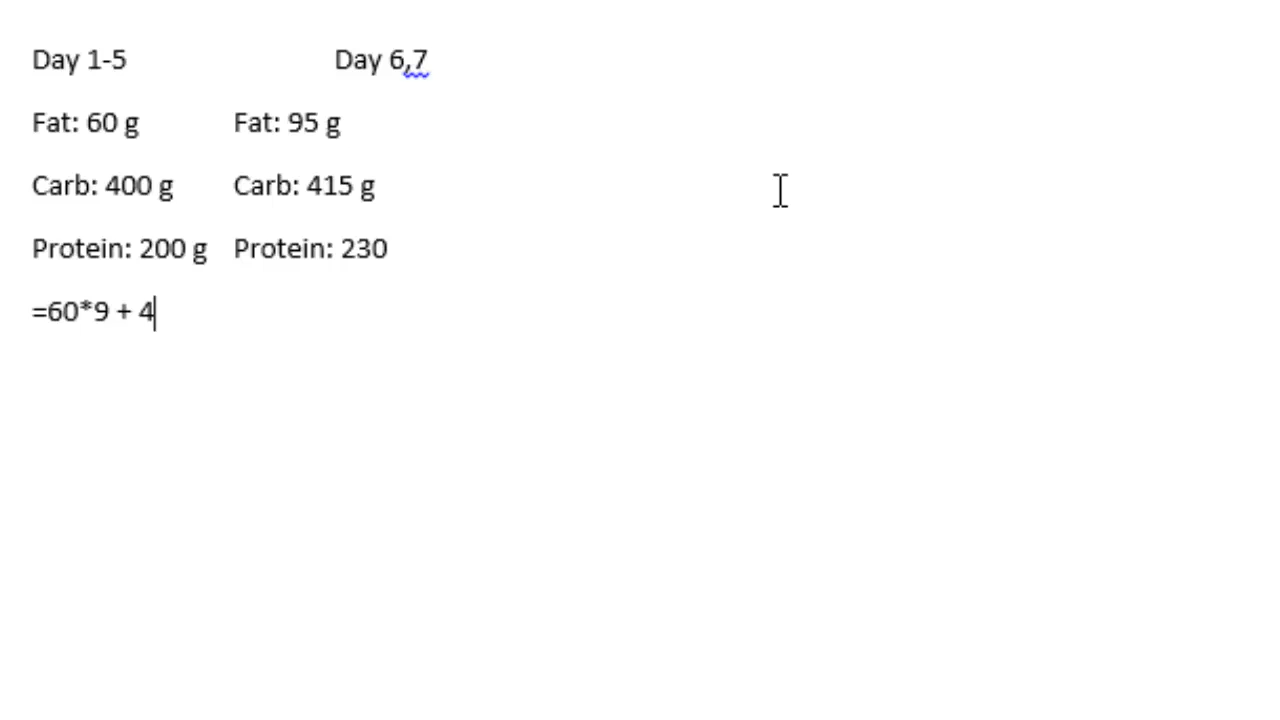 Day 1-5 Day 6,7
Fat: 60 g Fat: 95 g
Carb: 400 g Carb: 415 g
Protein: 200 g Protein: 230
=60*9 + 4